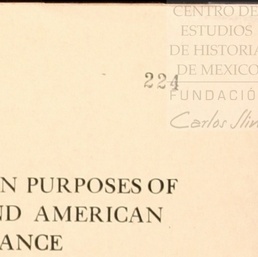 CENTRO DE
ESTUDIOS
DE HISTORIA
DE MEXICO
FUNDACIÓ
Carlos Slim
224
N PURPOSES OF
ND AMERICAN
ANCE